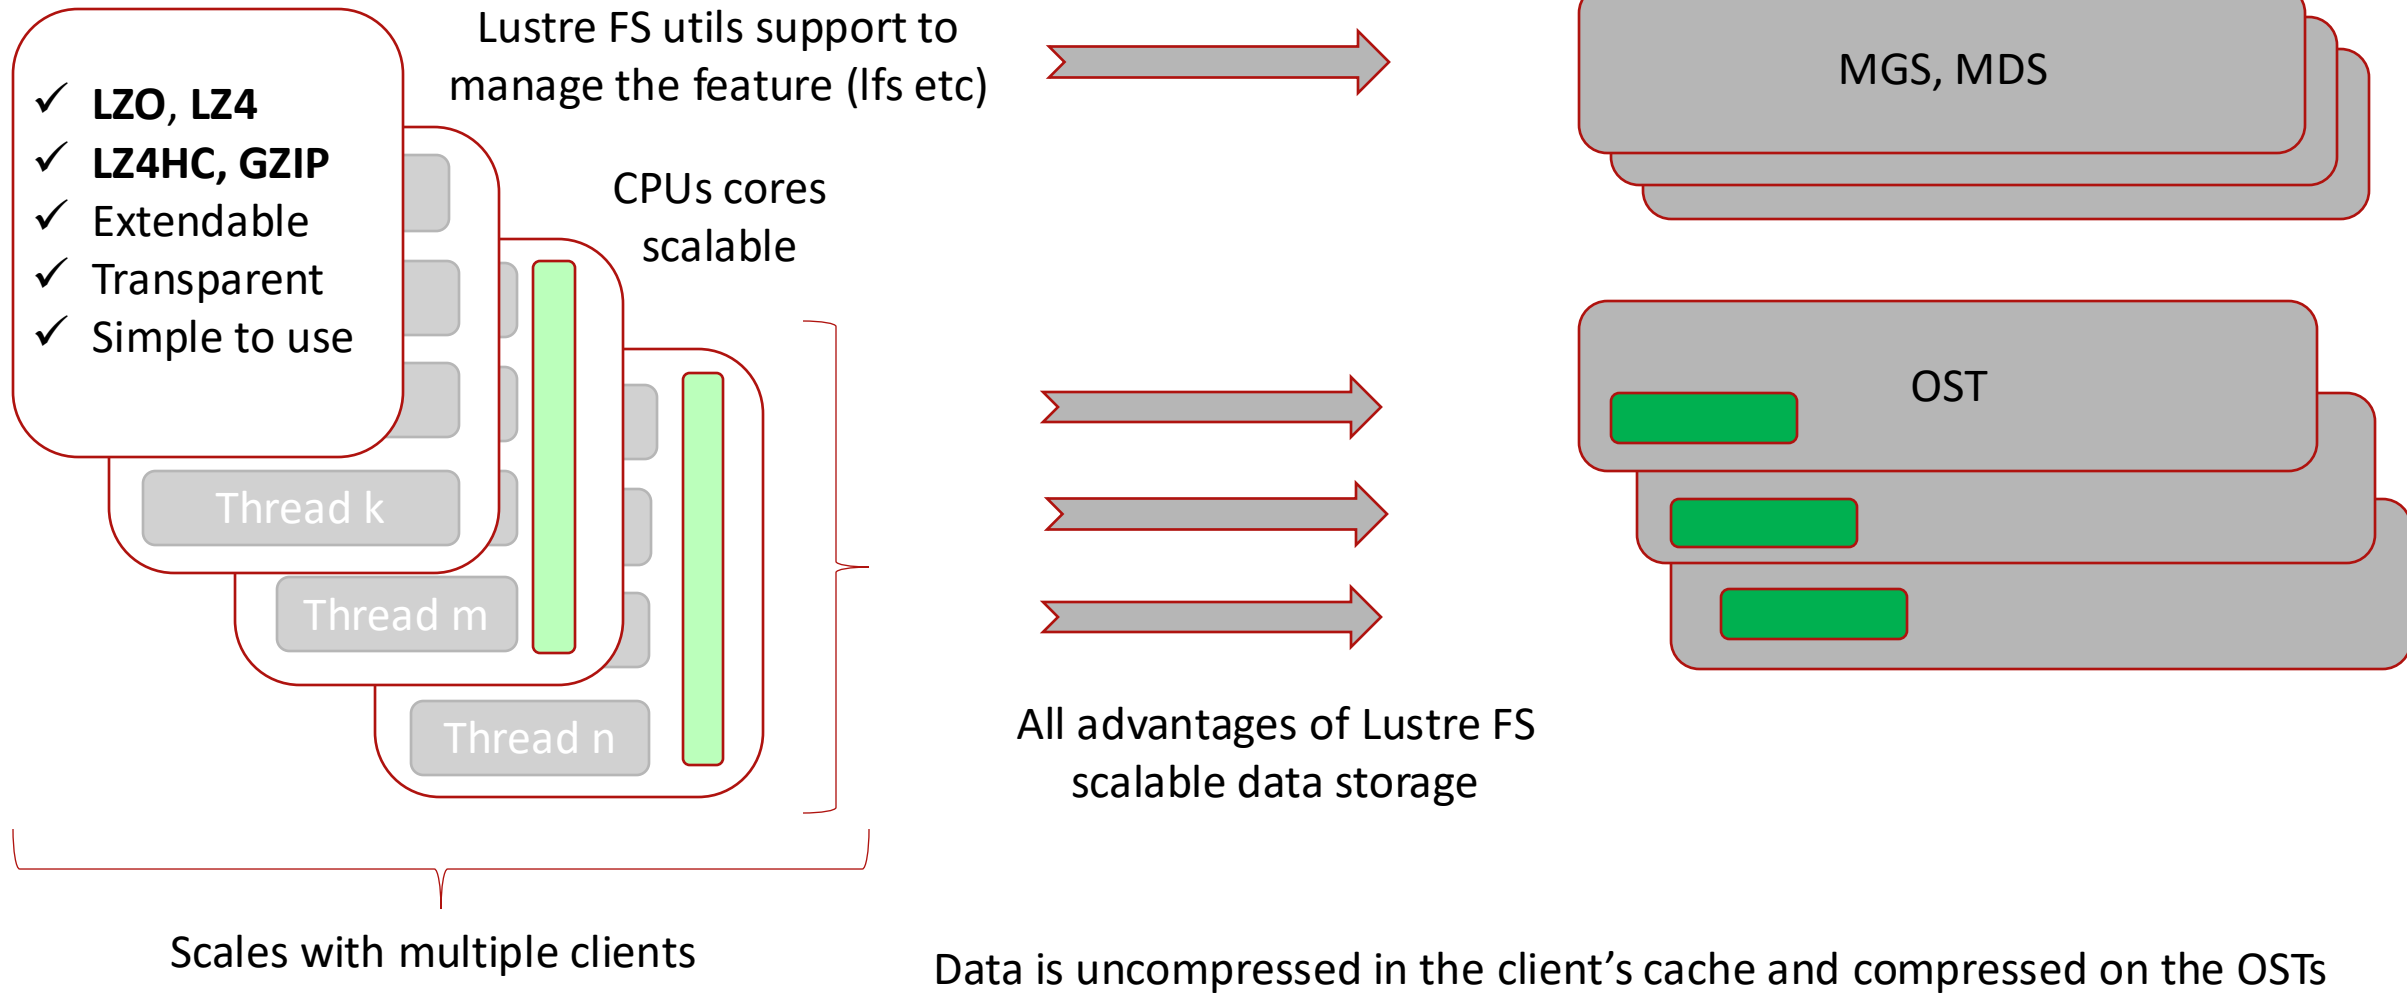 Lustre FS utils support to
manage the feature (lfs etc)
MGS, MDS
✓ LZO, LZ4
✓ LZ4HC, GZIP
✓ Extendable
✓ Transparent
✓ Simple to use
CPUs cores
scalable
OST
Thread k
Thread m
Thread n
All advantages of Lustre FS
scalable data storage
Scales with multiple clients
Data is uncompressed in the client’s cache and compressed on the OSTs